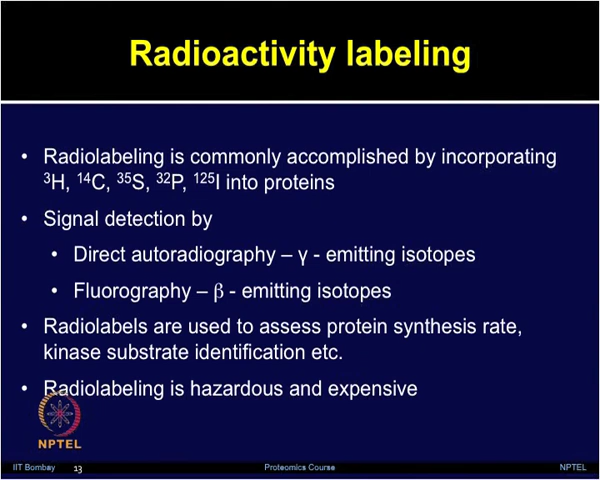 Radioactivity labeling
• Radiolabeling is commonly accomplished by incorporating
³H, ¹⁴C, ³⁵S, ³²P, ¹²⁵I into proteins
• Signal detection by
• Direct autoradiography – γ - emitting isotopes
• Fluorography – β - emitting isotopes
• Radiolabels are used to assess protein synthesis rate,
kinase substrate identification etc.
• Radiolabeling is hazardous and expensive
NPTEL
IIT Bombay 13 Proteomics Course NPTEL